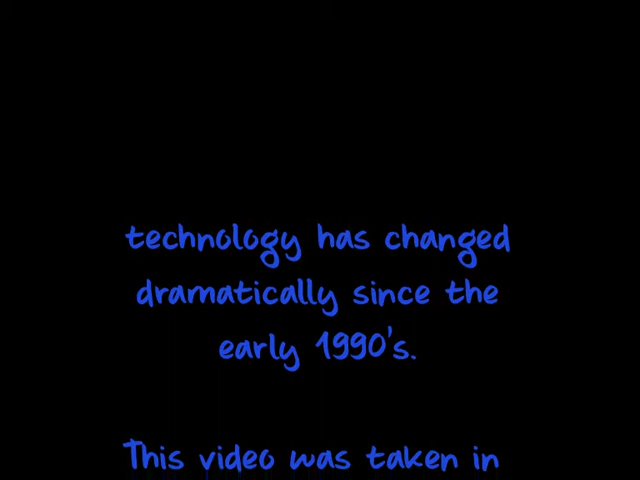 technology has changed
dramatically since the
early 1990's.
This video was taken in